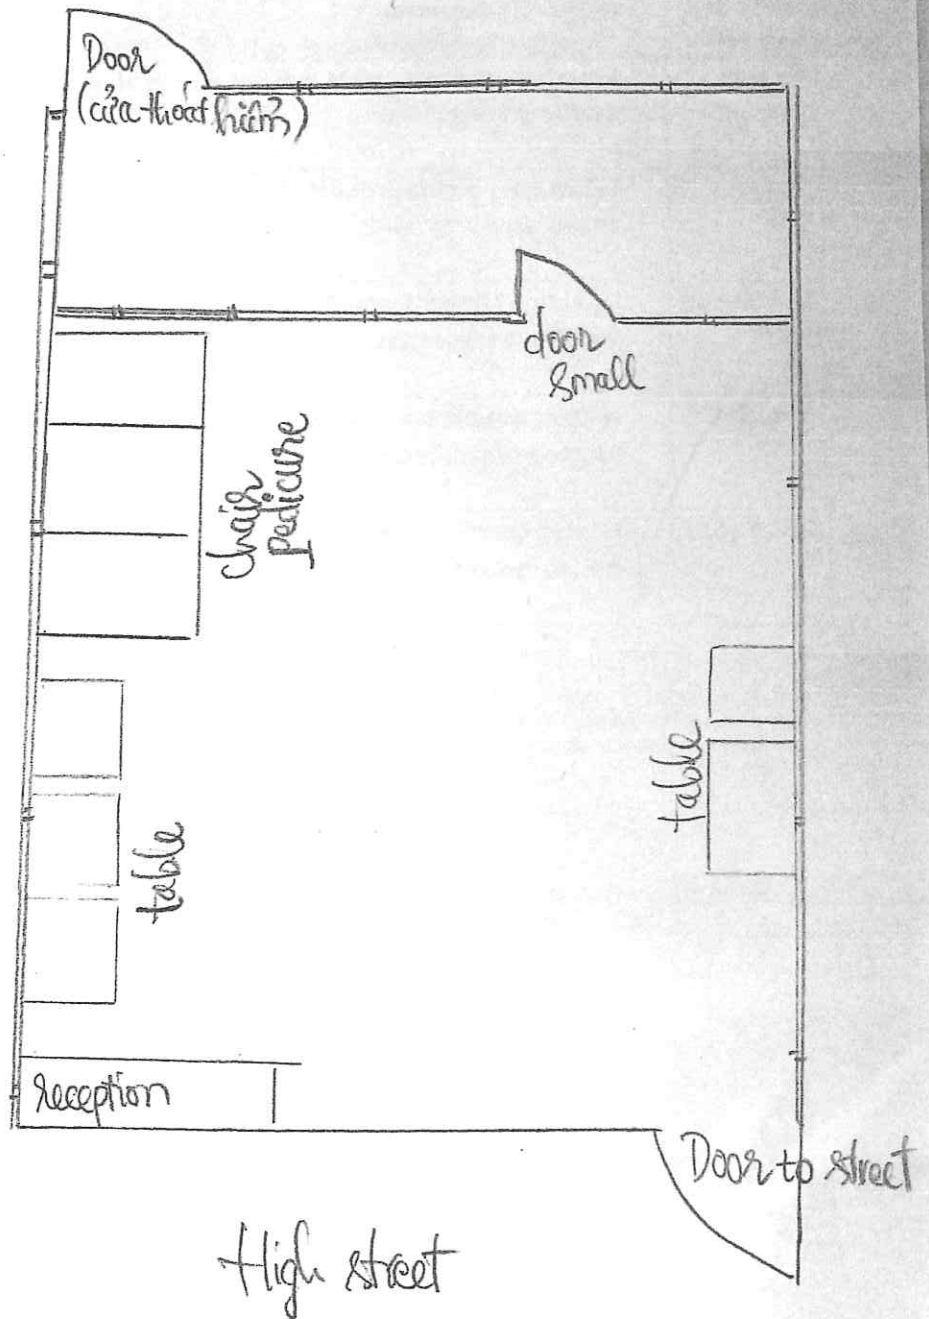 Door
(cửa thoát hiểm)
door
small
chair
pedicure
table
table
reception
Door to street
High street